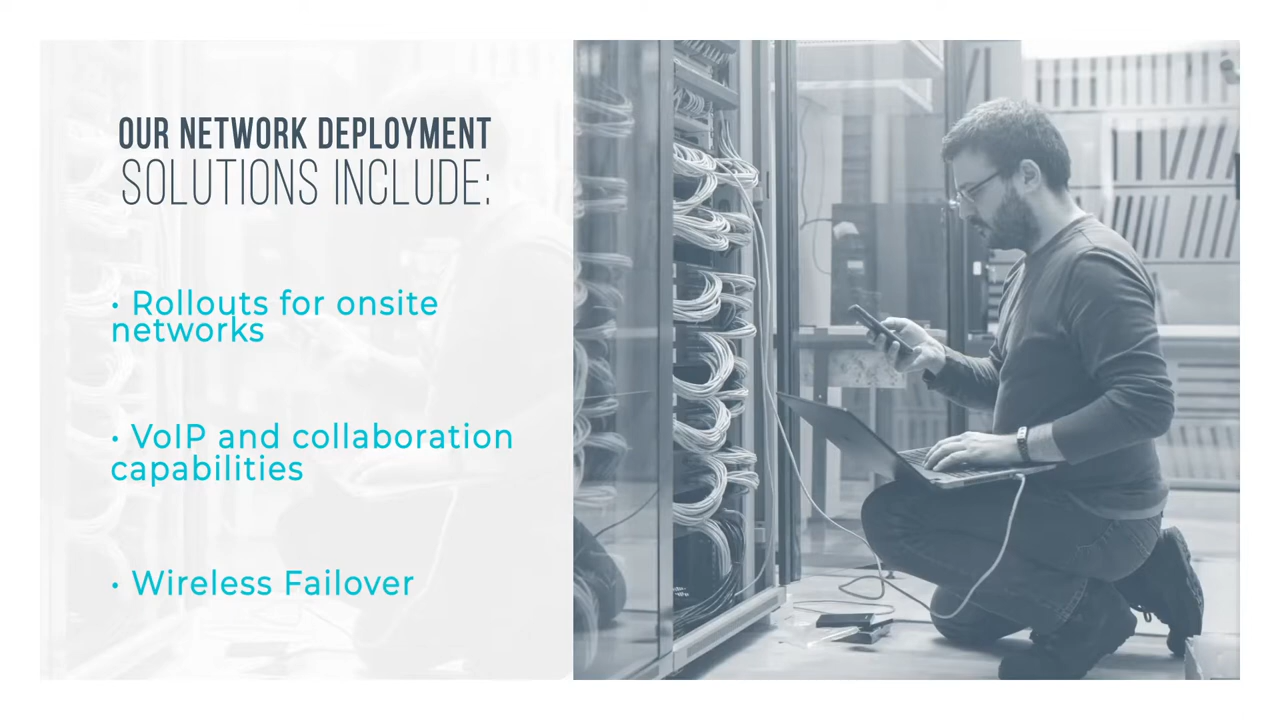 OUR NETWORK DEPLOYMENT
SOLUTIONS INCLUDE:
• Rollouts for onsite
networks
• VoIP and collaboration
capabilities
• Wireless Failover